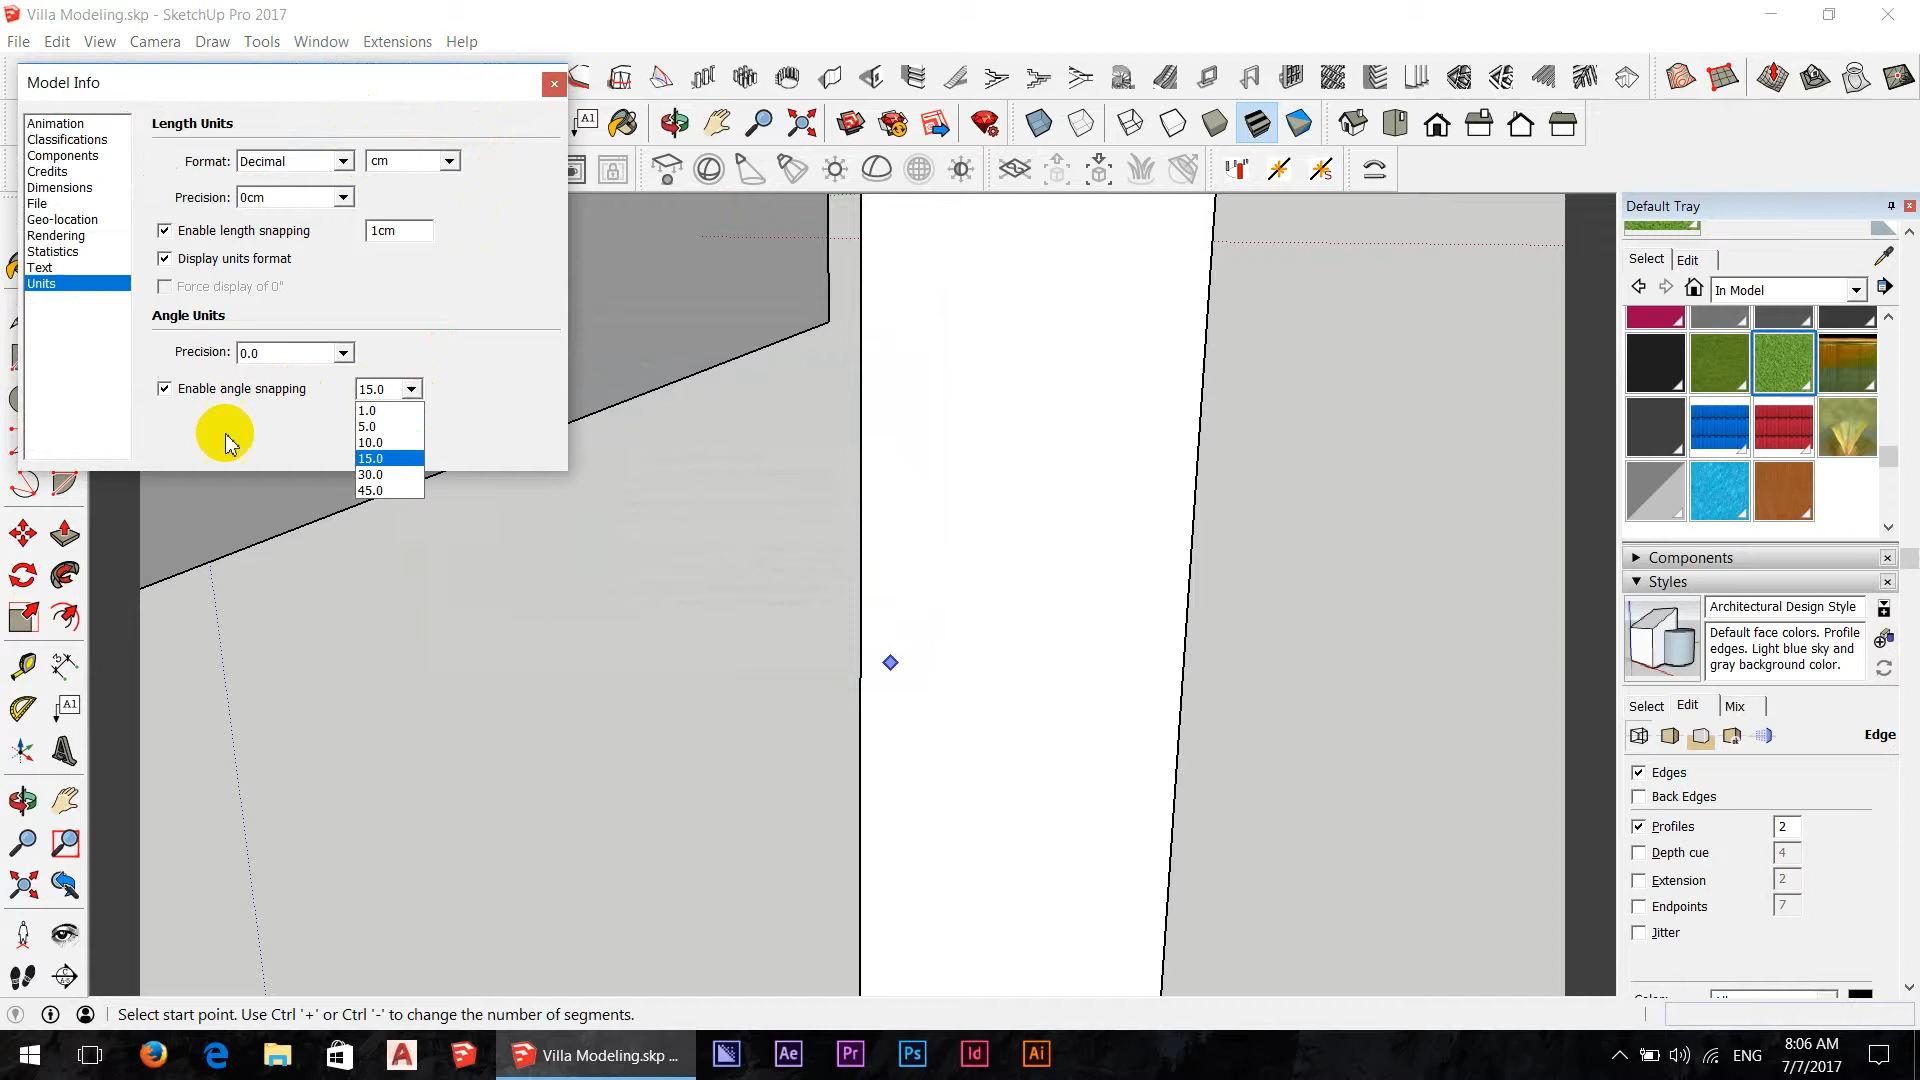 Villa Modeling.skp - SketchUp Pro 2017
File Edit View Camera Draw Tools Window Extensions Help
Model Info
Animation
Classifications
Components
Credits
Dimensions
File
Geo-location
Rendering
Statistics
Text
Units
Length Units
Format: Decimal cm
Precision: 0cm
Enable length snapping 1cm
Display units format
Force display of 0"
Angle Units
Precision: 0.0
Enable angle snapping 15.0
1.0
5.0
10.0
15.0
30.0
45.0
A1
A1
Default Tray
Select Edit
In Model
Components
Styles
Architectural Design Style
Default face colors. Profile
edges. Light blue sky and
gray background color.
Select Edit Mix
Edge
Edges
Back Edges
Profiles 2
Depth cue 4
Extension 2
Endpoints 7
Jitter
Select start point. Use Ctrl '+' or Ctrl '-' to change the number of segments.
Villa Modeling.skp ...
Ae
Pr
Ps
Id
Ai
ENG
8:06 AM
7/7/2017